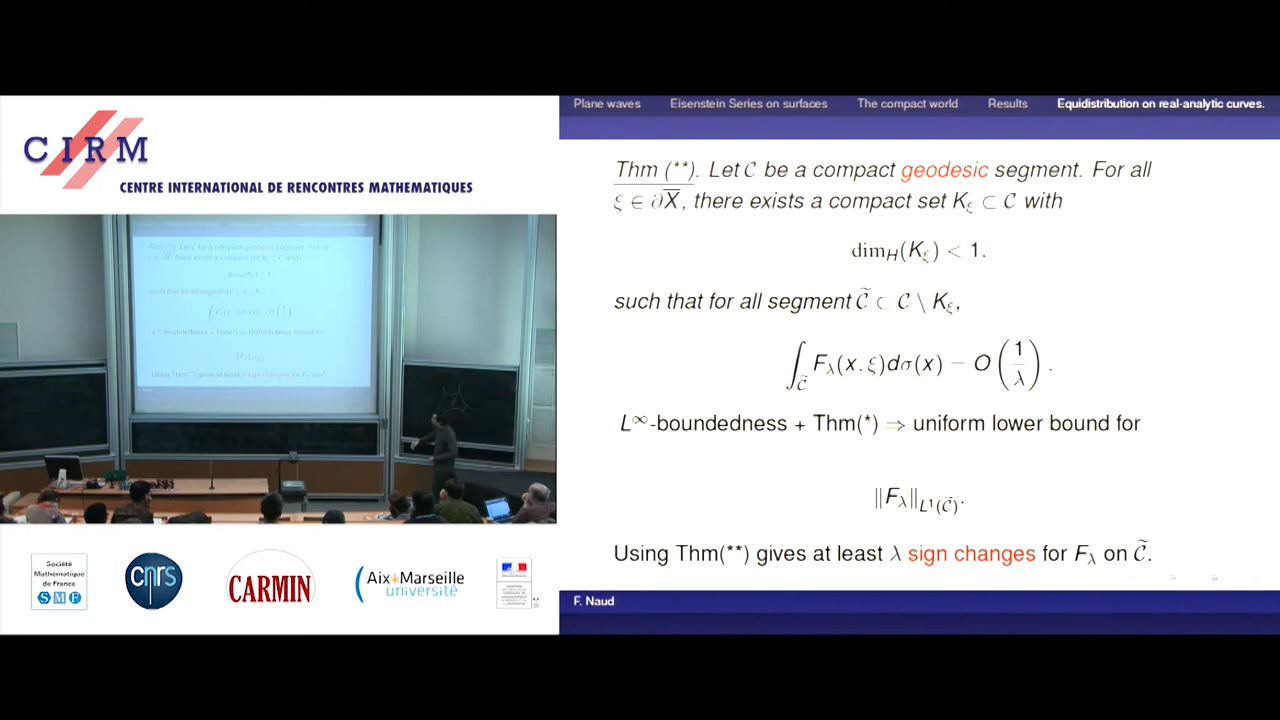 CIRM
CENTRE INTERNATIONAL DE RENCONTRES MATHEMATIQUES
Plane waves Eisenstein Series on surfaces The compact world Results Equidistribution on real-analytic curves.
Thm (**). Let 𝒞 be a compact geodesic segment. For all
ξ ∈ ∂X̅, there exists a compact set K_ξ ⊂ 𝒞 with
dim_H(K_ξ) < 1.
such that for all segment 𝒞̃ ⊂ 𝒞 \ K_ξ,
∫_𝒞̃ F_λ(x, ξ)dσ(x) = O(1/λ).
L^∞-boundedness + Thm(*) ⇒ uniform lower bound for
‖F_λ‖_{L¹(𝒞̃)}.
Using Thm(**) gives at least λ sign changes for F_λ on 𝒞̃.
F. Naud
Société
Mathématique
de France
SMF
cnrs
CARMIN
Aix*Marseille
université